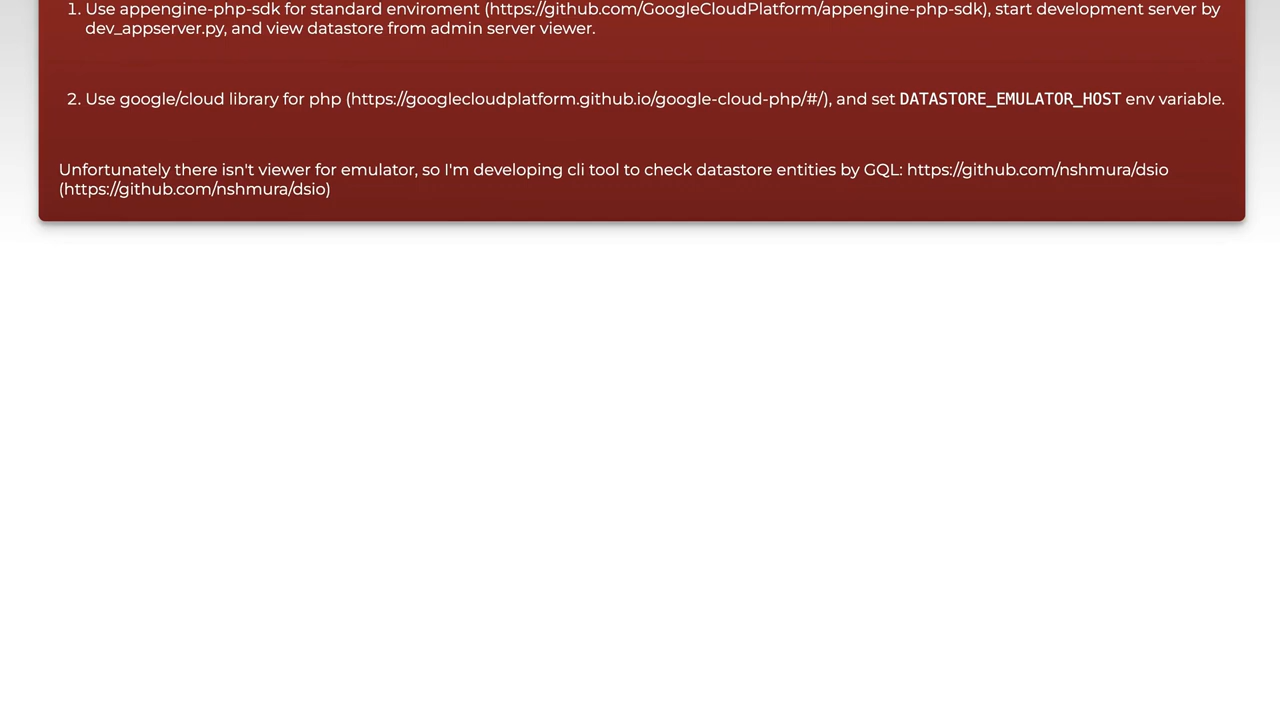 1. Use appengine-php-sdk for standard enviroment (https://github.com/GoogleCloudPlatform/appengine-php-sdk), start development server by
dev_appserver.py, and view datastore from admin server viewer.
2. Use google/cloud library for php (https://googlecloudplatform.github.io/google-cloud-php/#/), and set DATASTORE_EMULATOR_HOST env variable.
Unfortunately there isn't viewer for emulator, so I'm developing cli tool to check datastore entities by GQL: https://github.com/nshmura/dsio
(https://github.com/nshmura/dsio)